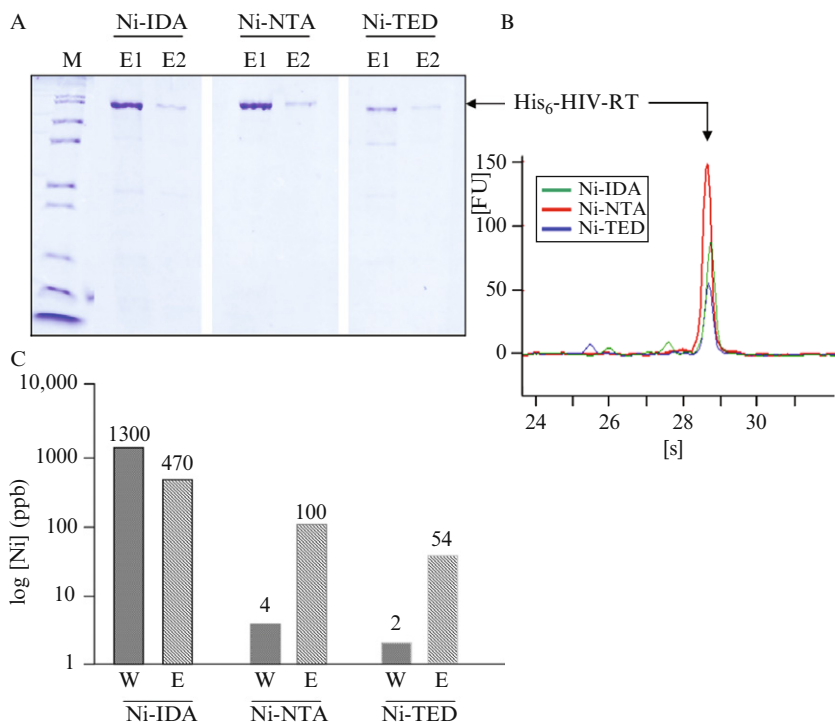 A
Ni-IDA Ni-NTA Ni-TED
M E1 E2 E1 E2 E1 E2
His6-HIV-RT
B
[FU]
150
100
50
0
Ni-IDA
Ni-NTA
Ni-TED
24 26 28 30
[s]
C
log [Ni] (ppb)
10,000
1000
100
10
1
1300
470
4
100
2
54
W E W E W E
Ni-IDA Ni-NTA Ni-TED